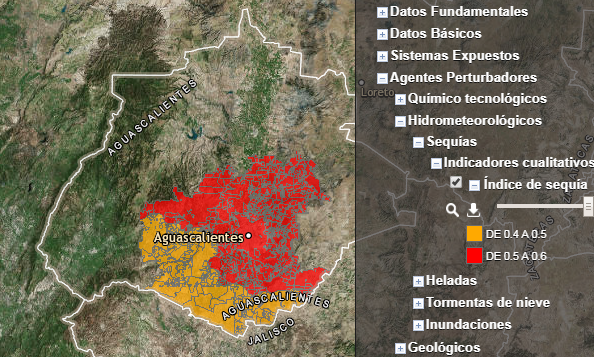 Datos Fundamentales
Datos Básicos
Sistemas Expuestos
Agentes Perturbadores
Loreto
Químico tecnológicos
Hidrometeorológicos
Sequías
Indicadores cualitativos
Índice de sequía
DE 0.4 A 0.5
DE 0.5 A 0.6
Heladas
Tormentas de nieve
Inundaciones
Geológicos
AGUASCALIENTES
Aguascalientes
AGUASCALIENTES
JALISCO